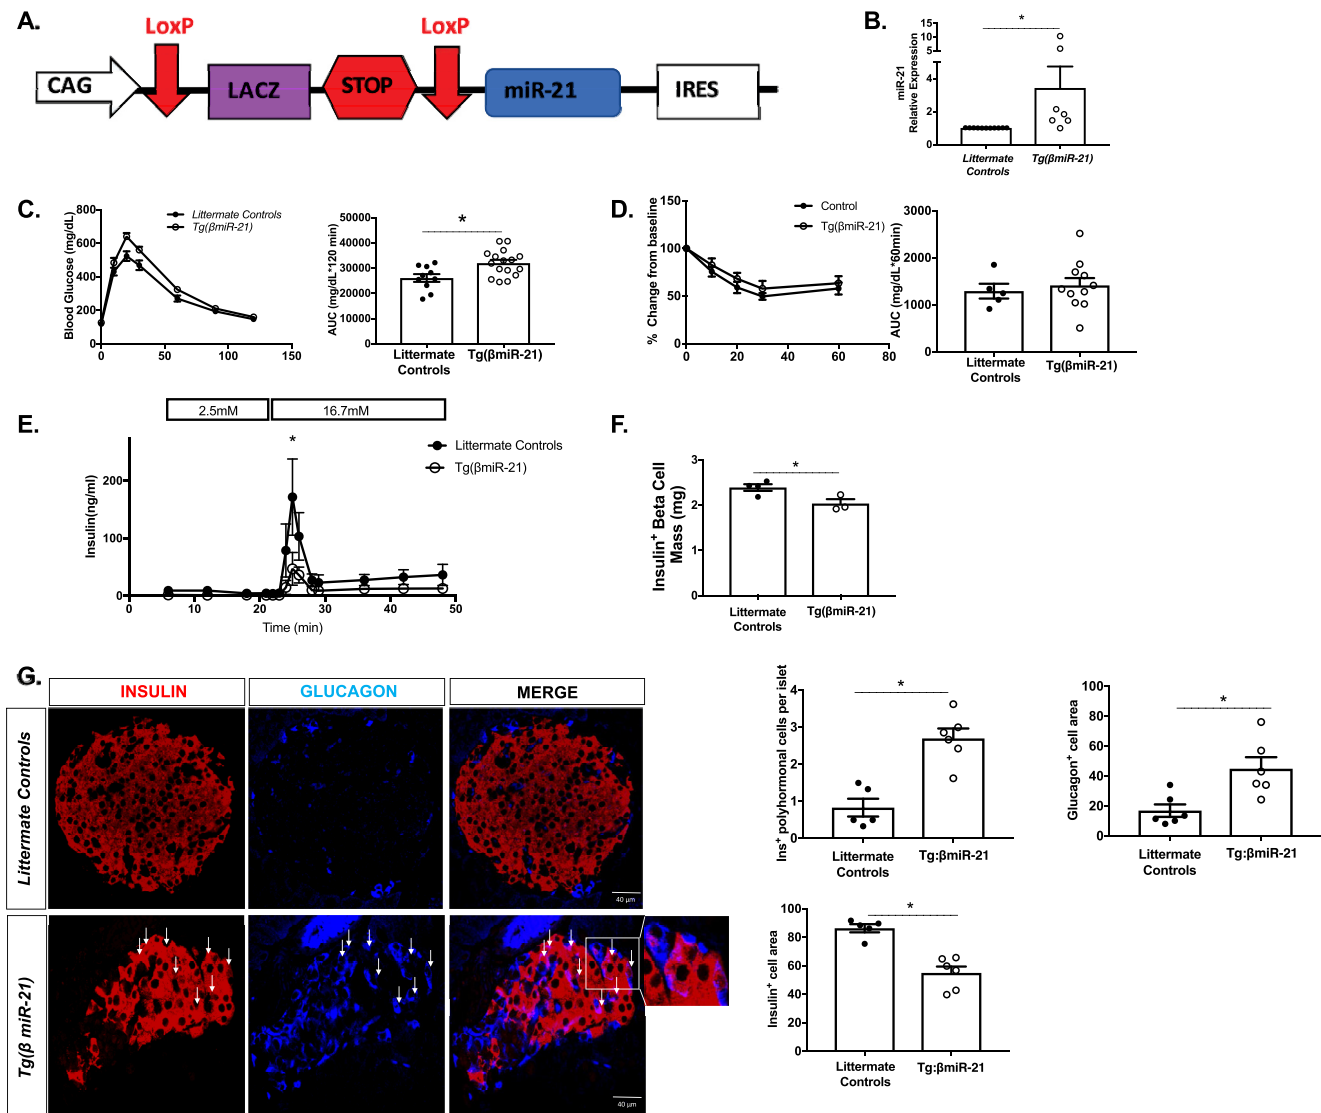 A.
LoxP
LoxP
CAG
LACZ
STOP
miR-21
IRES
B.
miR-21
Relative Expression
15
10
5
4
2
0
*
Littermate
Controls
Tg(βmiR-21)
C.
Blood Glucose (mg/dL)
800
600
400
200
0
0
50
100
150
Littermate Controls
Tg(βmiR-21)
AUC (mg/dL*120 min)
50000
40000
30000
20000
10000
0
*
Littermate
Controls
Tg(βmiR-21)
D.
% Change from baseline
150
100
50
0
0
20
40
60
80
Control
Tg(βmiR-21)
AUC (mg/dL*60min)
3000
2000
1000
0
Littermate
Controls
Tg(βmiR-21)
E.
2.5mM
16.7mM
Insulin(ng/ml)
200
100
0
*
0
10
20
30
40
50
Time (min)
Littermate Controls
Tg(βmiR-21)
F.
Insulin+ Beta Cell
Mass (mg)
3
2
1
0
*
Littermate
Controls
Tg(βmiR-21)
G.
INSULIN
GLUCAGON
MERGE
Littermate Controls
40 µm
Tg(β miR-21)
40 µm
Ins+ polyhormonal cells per islet
4
3
2
1
0
*
Littermate
Controls
Tg:βmiR-21
Glucagon+ cell area
100
80
60
40
20
0
*
Littermate
Controls
Tg:βmiR-21
Insulin+ cell area
100
80
60
40
20
0
*
Littermate
Controls
Tg:βmiR-21